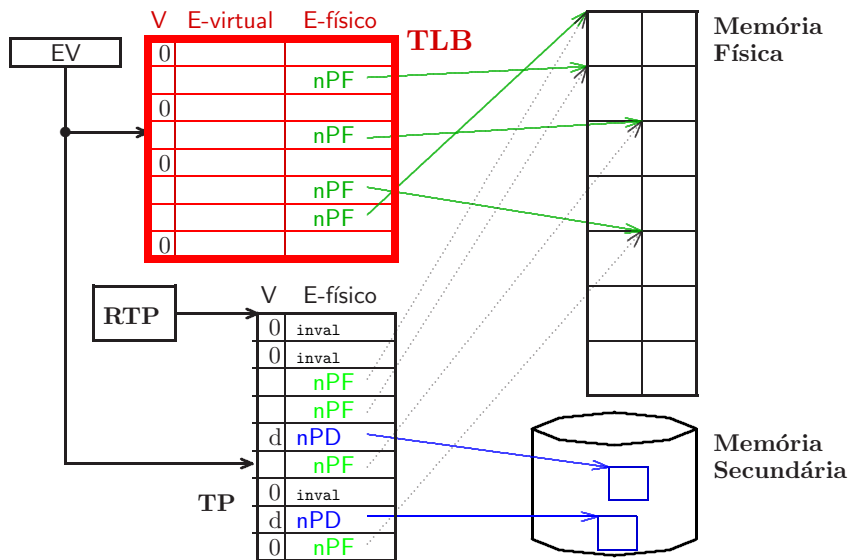 V E-virtual E-físico
TLB
EV
0
nPF
0
nPF
0
nPF
nPF
0
Memória
Física
V E-físico
RTP
0 inval
0 inval
nPF
nPF
d nPD
nPF
0 inval
d nPD
0 nPF
TP
Memória
Secundária